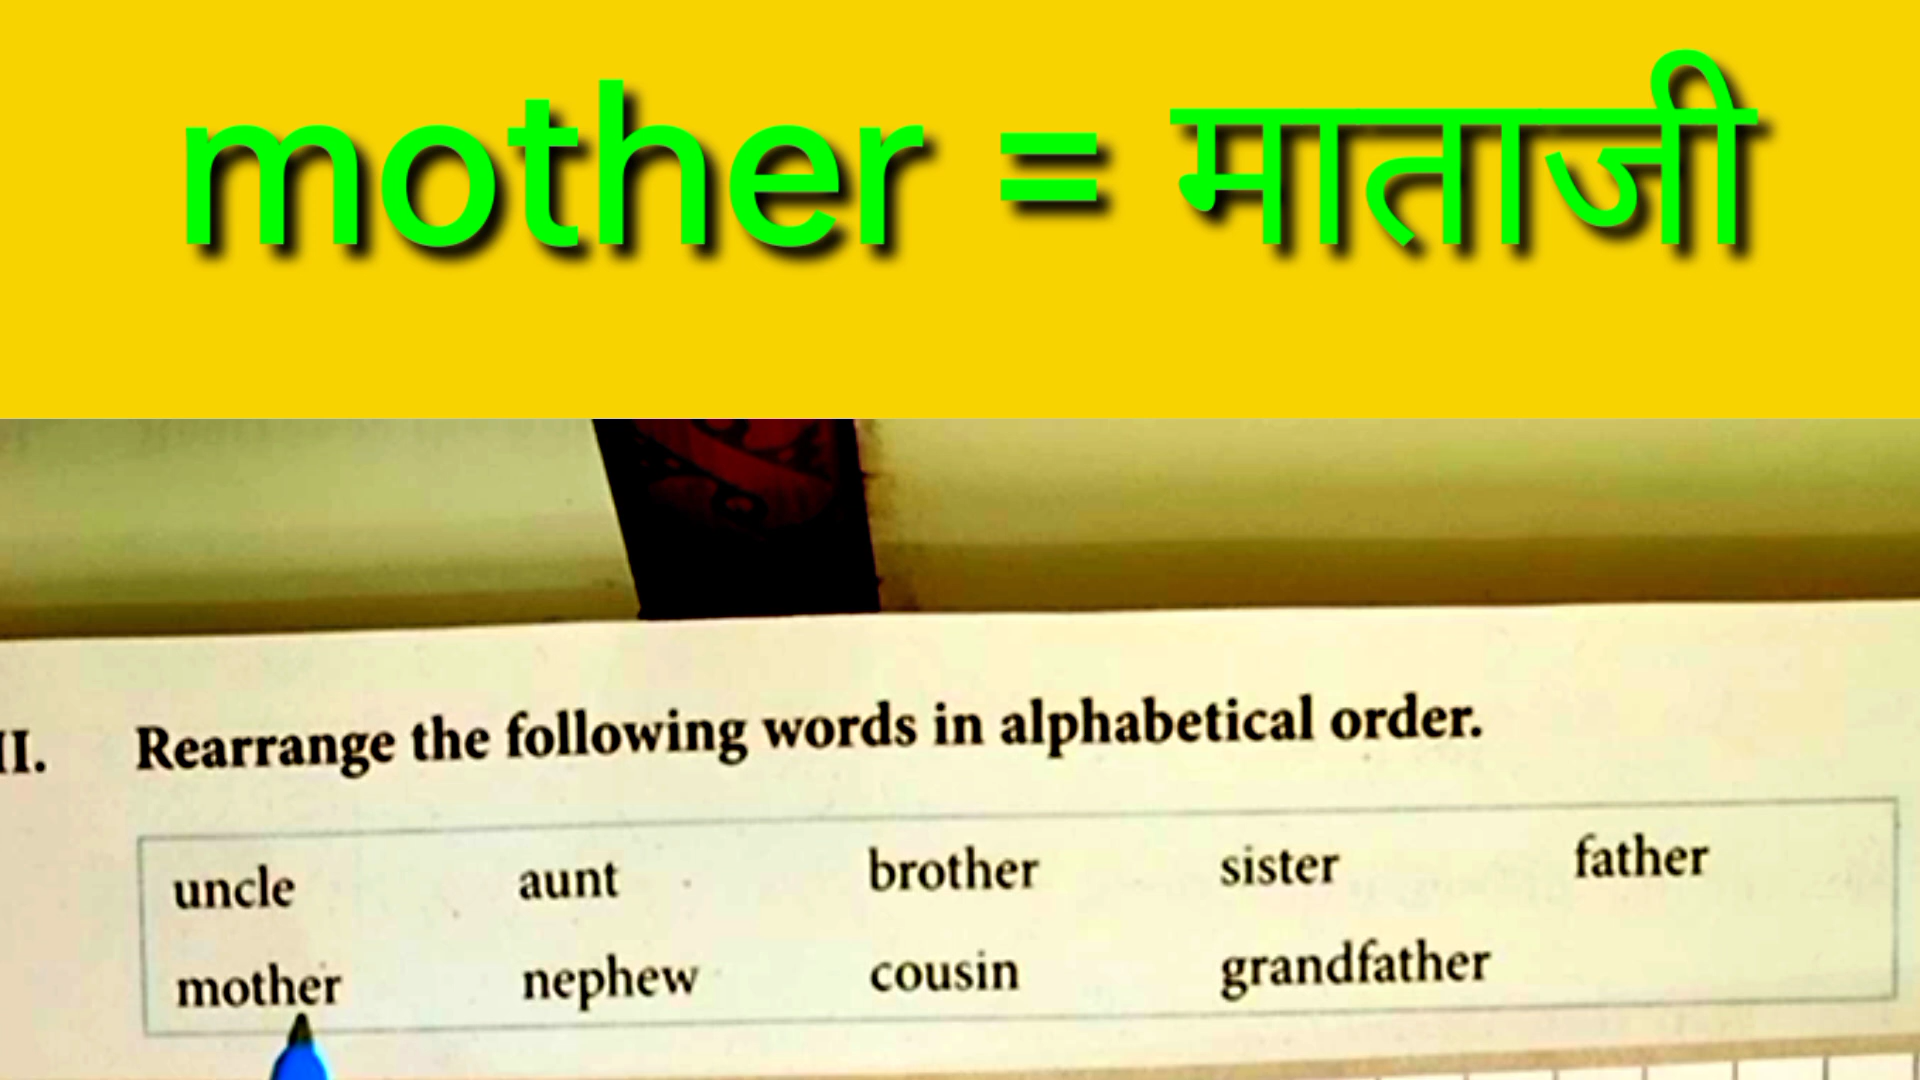 mother = माताजी
II. Rearrange the following words in alphabetical order.
uncle aunt brother sister father
mother nephew cousin grandfather